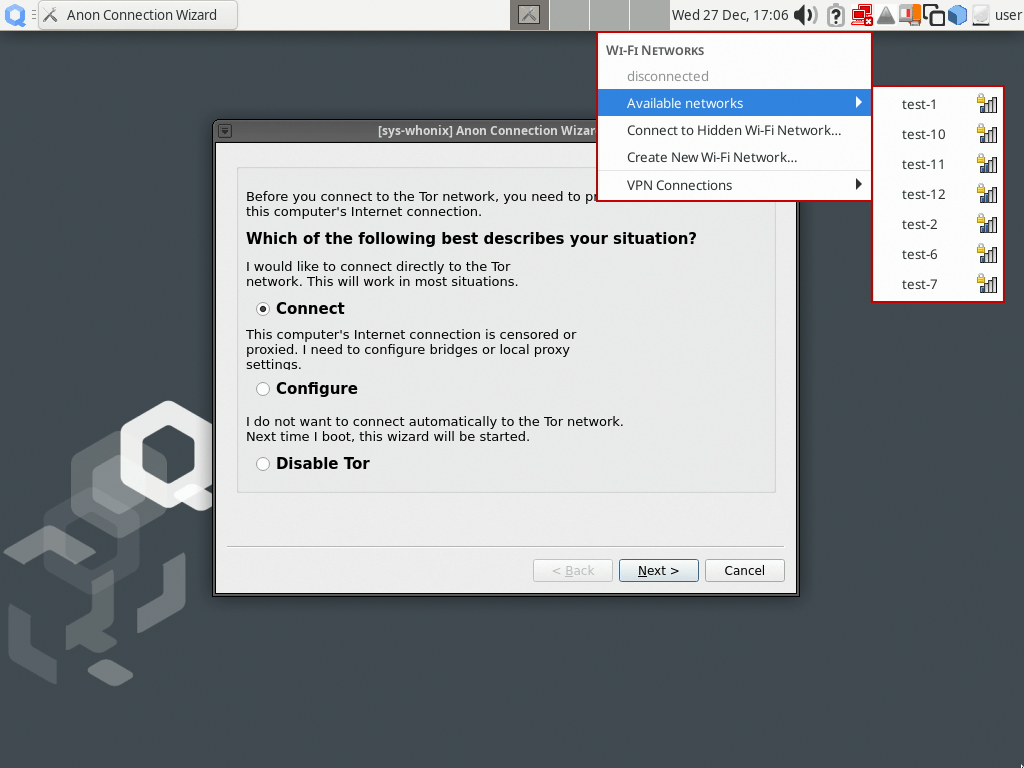 Anon Connection Wizard
Wed 27 Dec, 17:06
user
WI-FI NETWORKS
disconnected
Available networks
Connect to Hidden Wi-Fi Network...
Create New Wi-Fi Network...
VPN Connections
test-1
test-10
test-11
test-12
test-2
test-6
test-7
[sys-whonix] Anon Connection
Before you connect to the Tor network, you need to
this computer's Internet connection.
Which of the following best describes your situation?
I would like to connect directly to the Tor
network. This will work in most situations.
Connect
This computer's Internet connection is censored or
proxied. I need to configure bridges or local proxy
settings.
Configure
I do not want to connect automatically to the Tor network.
Next time I boot, this wizard will be started.
Disable Tor
< Back
Next >
Cancel